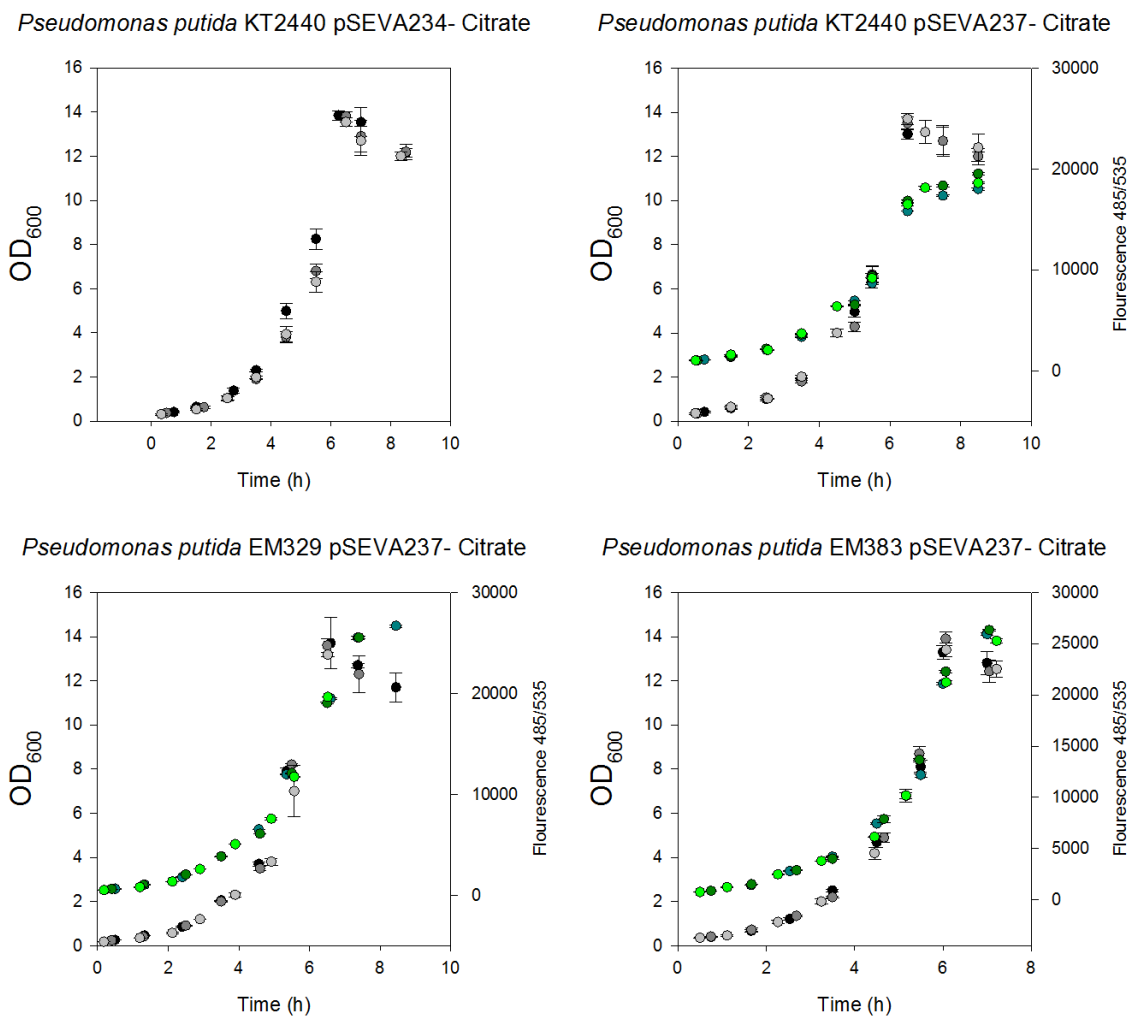 Pseudomonas putida KT2440 pSEVA234- Citrate
16
14
12
10
8
6
4
2
0
OD600
0 2 4 6 8 10
Time (h)
Pseudomonas putida KT2440 pSEVA237- Citrate
16
14
12
10
8
6
4
2
0
OD600
30000
20000
10000
0
Flourescence 485/535
0 2 4 6 8 10
Time (h)
Pseudomonas putida EM329 pSEVA237- Citrate
16
14
12
10
8
6
4
2
0
OD600
30000
20000
10000
0
Flourescence 485/535
0 2 4 6 8 10
Time (h)
Pseudomonas putida EM383 pSEVA237- Citrate
16
14
12
10
8
6
4
2
0
OD600
30000
25000
20000
15000
10000
5000
0
Flourescence 485/535
0 2 4 6 8
Time (h)